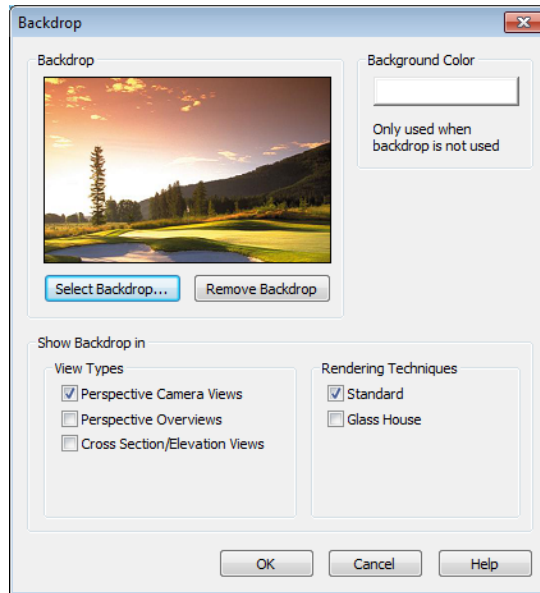 Backdrop
Backdrop
Background Color
Only used when
backdrop is not used
Select Backdrop...
Remove Backdrop
Show Backdrop in
View Types
Perspective Camera Views
Perspective Overviews
Cross Section/Elevation Views
Rendering Techniques
Standard
Glass House
OK
Cancel
Help